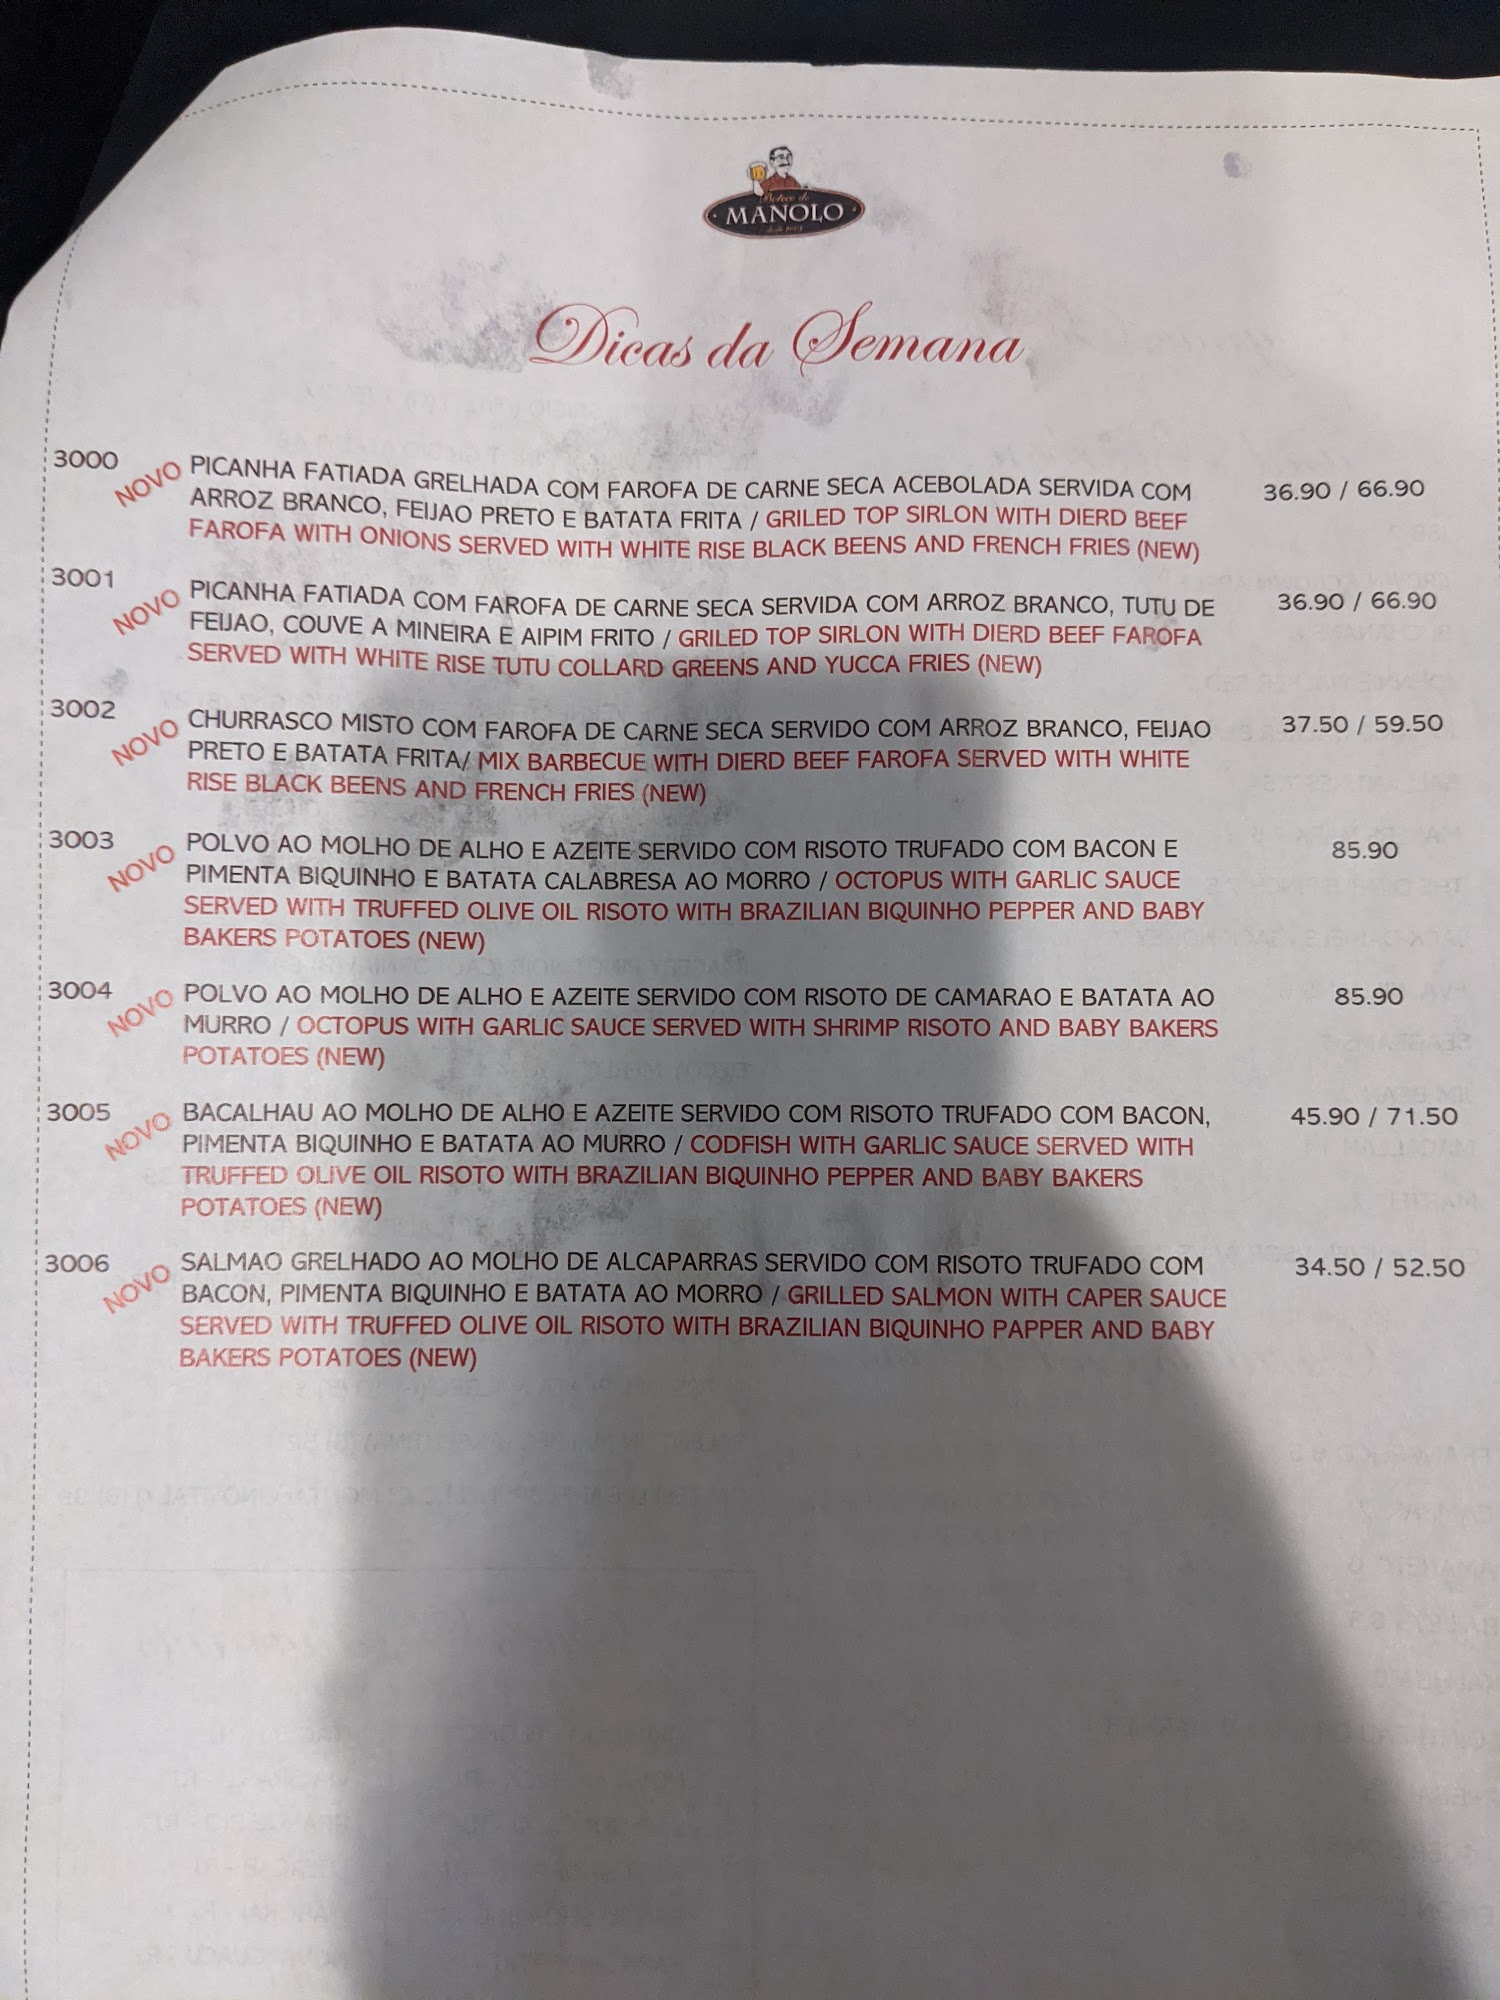 Boteco do
MANOLO
Dicas da Semana
3000 NOVO PICANHA FATIADA GRELHADA COM FAROFA DE CARNE SECA ACEBOLADA SERVIDA COM 36.90 / 66.90
ARROZ BRANCO, FEIJAO PRETO E BATATA FRITA / GRILED TOP SIRLON WITH DIERD BEEF
FAROFA WITH ONIONS SERVED WITH WHITE RISE BLACK BEENS AND FRENCH FRIES (NEW)
3001 NOVO PICANHA FATIADA COM FAROFA DE CARNE SECA SERVIDA COM ARROZ BRANCO, TUTU DE 36.90 / 66.90
FEIJAO, COUVE A MINEIRA E AIPIM FRITO / GRILED TOP SIRLON WITH DIERD BEEF FAROFA
SERVED WITH WHITE RISE TUTU COLLARD GREENS AND YUCCA FRIES (NEW)
3002 NOVO CHURRASCO MISTO COM FAROFA DE CARNE SECA SERVIDO COM ARROZ BRANCO, FEIJAO 37.50 / 59.50
PRETO E BATATA FRITA/ MIX BARBECUE WITH DIERD BEEF FAROFA SERVED WITH WHITE
RISE BLACK BEENS AND FRENCH FRIES (NEW)
3003 NOVO POLVO AO MOLHO DE ALHO E AZEITE SERVIDO COM RISOTO TRUFADO COM BACON E 85.90
PIMENTA BIQUINHO E BATATA CALABRESA AO MORRO / OCTOPUS WITH GARLIC SAUCE
SERVED WITH TRUFFED OLIVE OIL RISOTO WITH BRAZILIAN BIQUINHO PEPPER AND BABY
BAKERS POTATOES (NEW)
3004 NOVO POLVO AO MOLHO DE ALHO E AZEITE SERVIDO COM RISOTO DE CAMARAO E BATATA AO 85.90
MURRO / OCTOPUS WITH GARLIC SAUCE SERVED WITH SHRIMP RISOTO AND BABY BAKERS
POTATOES (NEW)
3005 NOVO BACALHAU AO MOLHO DE ALHO E AZEITE SERVIDO COM RISOTO TRUFADO COM BACON, 45.90 / 71.50
PIMENTA BIQUINHO E BATATA AO MURRO / CODFISH WITH GARLIC SAUCE SERVED WITH
TRUFFED OLIVE OIL RISOTO WITH BRAZILIAN BIQUINHO PEPPER AND BABY BAKERS
POTATOES (NEW)
3006 NOVO SALMAO GRELHADO AO MOLHO DE ALCAPARRAS SERVIDO COM RISOTO TRUFADO COM 34.50 / 52.50
BACON, PIMENTA BIQUINHO E BATATA AO MORRO / GRILLED SALMON WITH CAPER SAUCE
SERVED WITH TRUFFED OLIVE OIL RISOTO WITH BRAZILIAN BIQUINHO PAPPER AND BABY
BAKERS POTATOES (NEW)